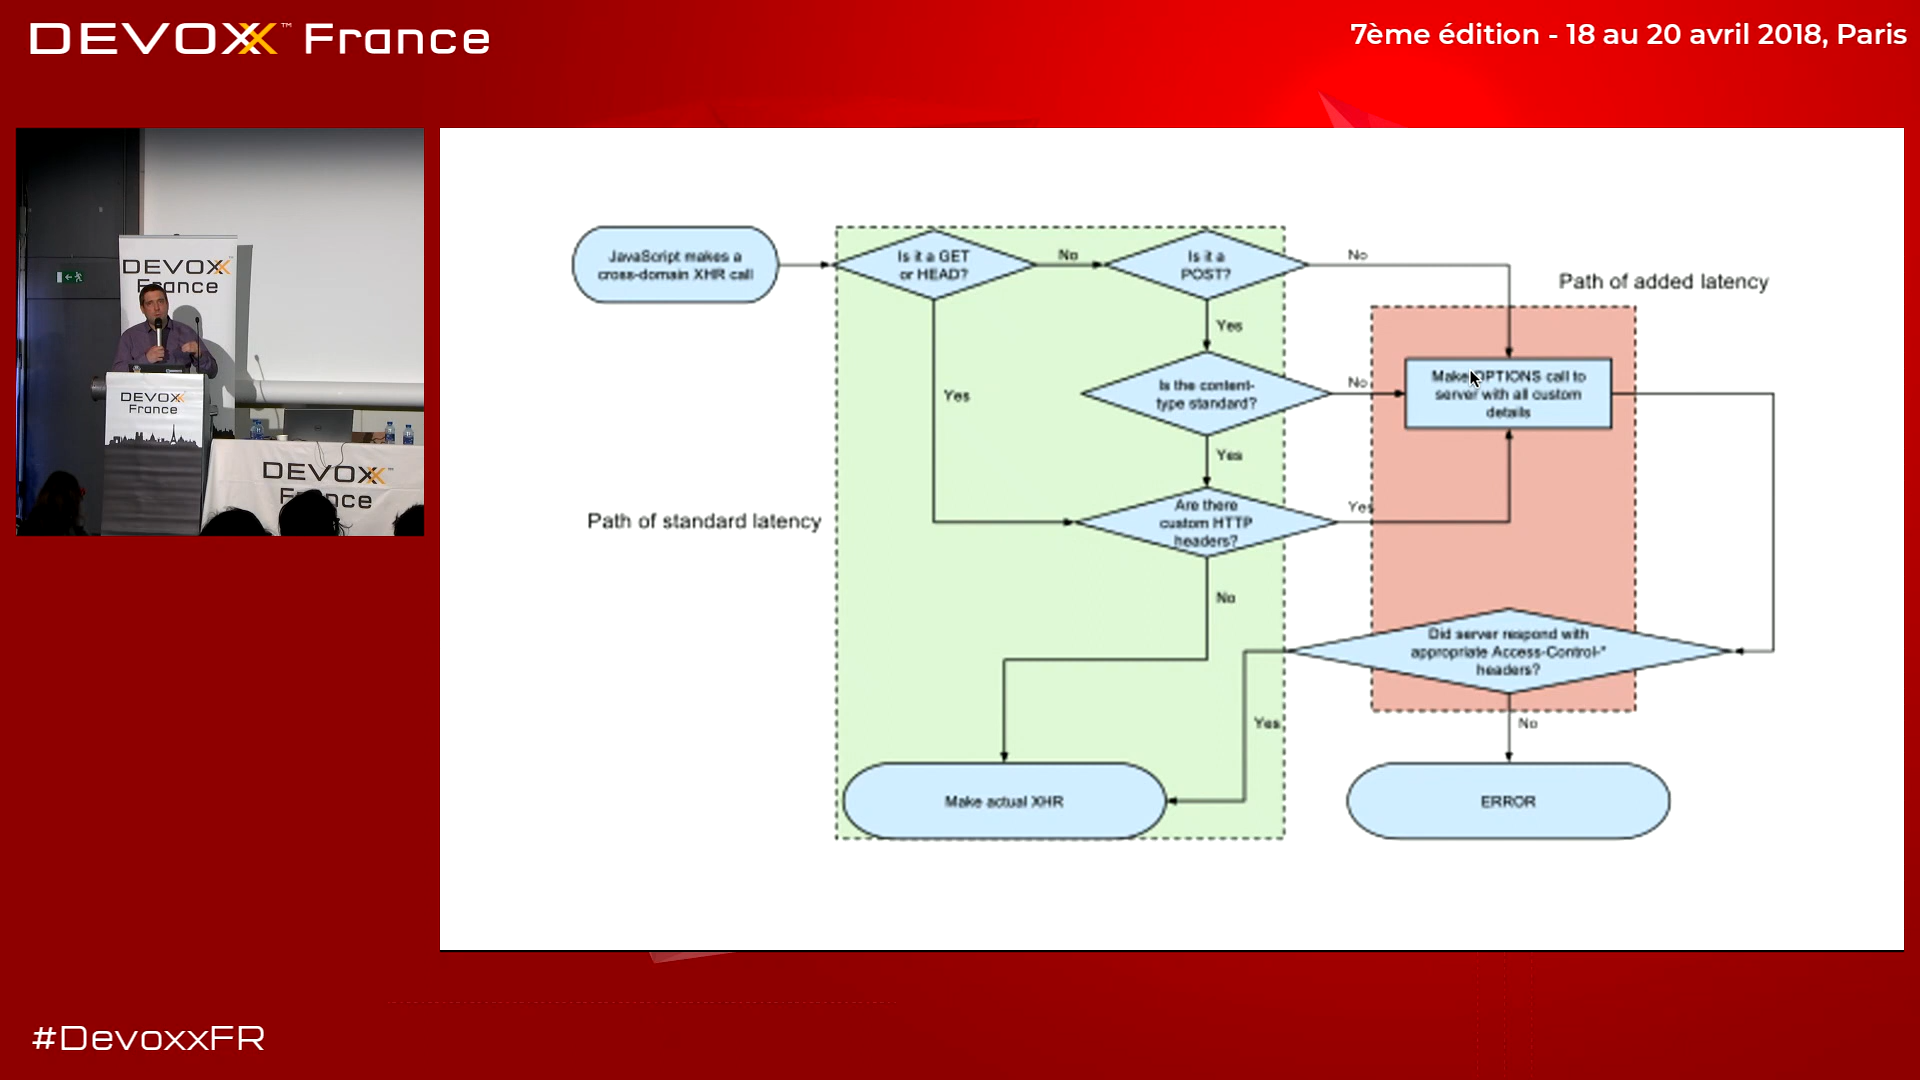 DEVOXX™ France
7ème édition - 18 au 20 avril 2018, Paris
DEVOXX
France
DEVOXX
France
DEVOXX™
France
JavaScript makes a
cross-domain XHR call
Is it a GET
or HEAD?
No
Is it a
POST?
No
Path of added latency
Yes
Yes
Is the content-
type standard?
No
Make OPTIONS call to
server with all custom
details
Yes
Path of standard latency
Are there
custom HTTP
headers?
Yes
No
Did server respond with
appropriate Access-Control-*
headers?
Yes
No
Make actual XHR
ERROR
#DevoxxFR